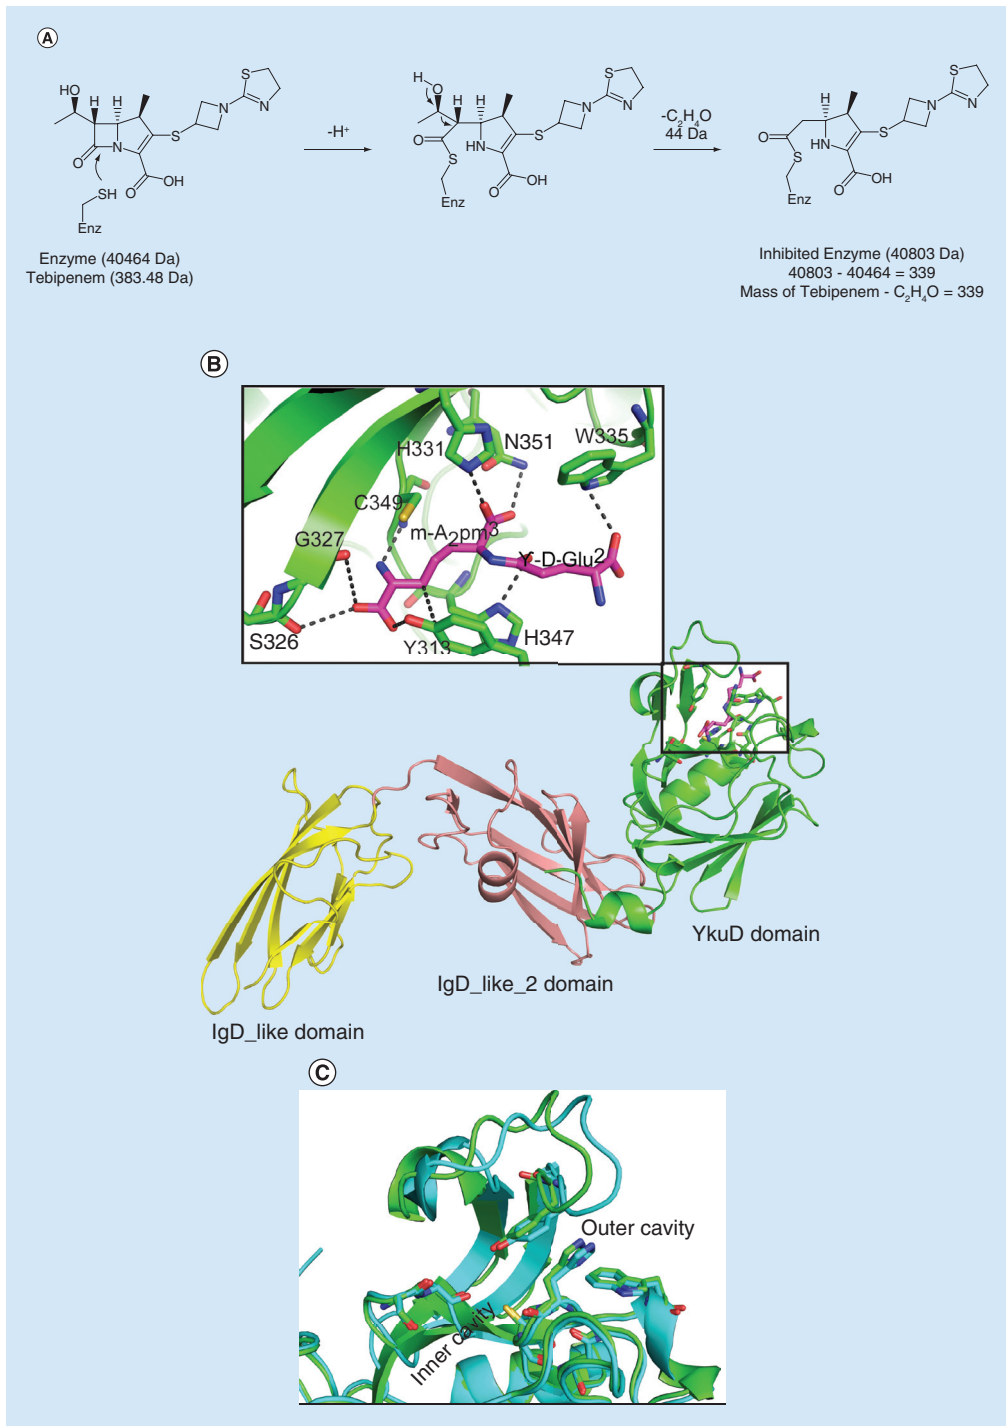 A
HO
H
H
S
N
N
S
N
O
OH
O
SH
Enz
Enzyme (40464 Da)
Tebipenem (383.48 Da)
-H⁺
H
O
H
H
S
N
N
S
O
S
HN
OH
O
Enz
-C₂H₄O
44 Da
H
S
N
N
S
O
S
HN
OH
O
Enz
Inhibited Enzyme (40803 Da)
40803 - 40464 = 339
Mass of Tebipenem - C₂H₄O = 339
B
H331
N351
W335
C349
m-A₂pm³
G327
ϒ-D-Glu²
S326
Y313
H347
YkuD domain
IgD_like_2 domain
IgD_like domain
C
Outer cavity
Inner cavity